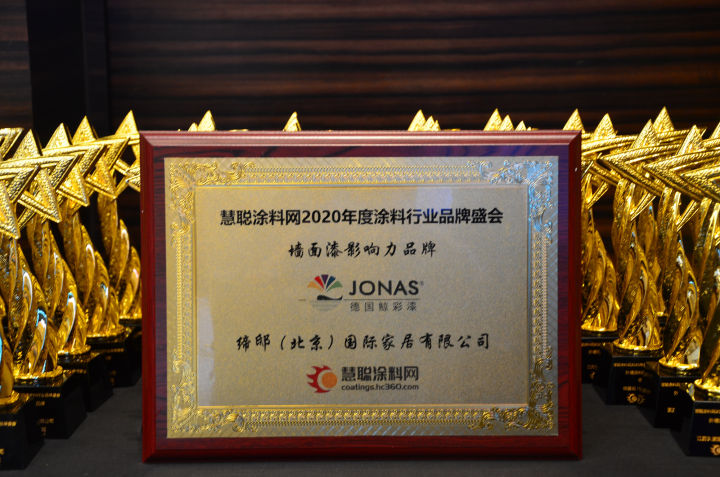 慧聪涂料网2020年度涂料行业品牌盛会
墙面漆影响力品牌
JONAS®
德国鲸彩漆
缔邸（北京）国际家居有限公司
慧聪涂料网
coatings.hc360.com